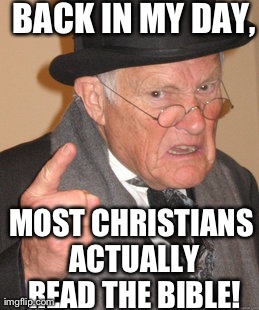 BACK IN MY DAY,
MOST CHRISTIANS
ACTUALLY
READ THE BIBLE!
imgflip.com